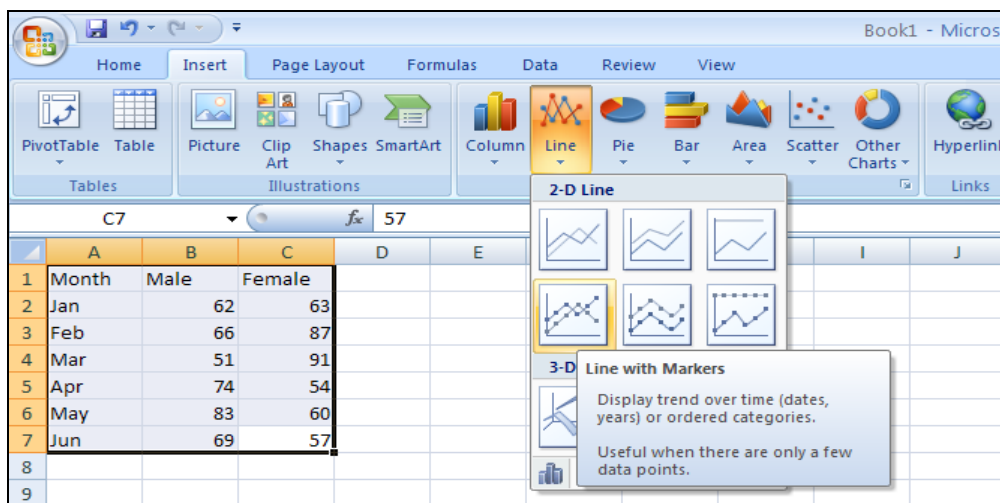 Book1 - Micros
Home Insert Page Layout Formulas Data Review View
PivotTable Table Picture Clip Art Shapes SmartArt Column Line Pie Bar Area Scatter Other Charts Hyperlin
Tables Illustrations Links
C7 fx 57
2-D Line
A B C D E I J
1 Month Male Female
2 Jan 62 63
3 Feb 66 87
4 Mar 51 91
5 Apr 74 54
6 May 83 60
7 Jun 69 57
8
9
3-D
Line with Markers
Display trend over time (dates,
years) or ordered categories.
Useful when there are only a few
data points.